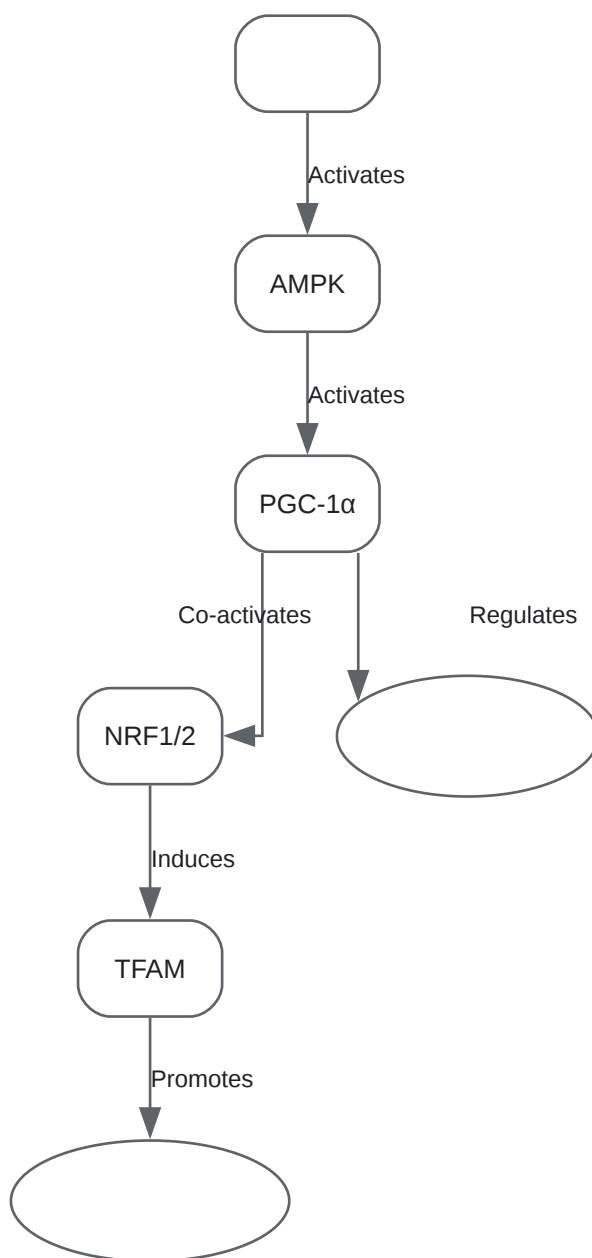 Activates
AMPK
Activates
PGC-1α
Co-activates
Regulates
NRF1/2
Induces
TFAM
Promotes